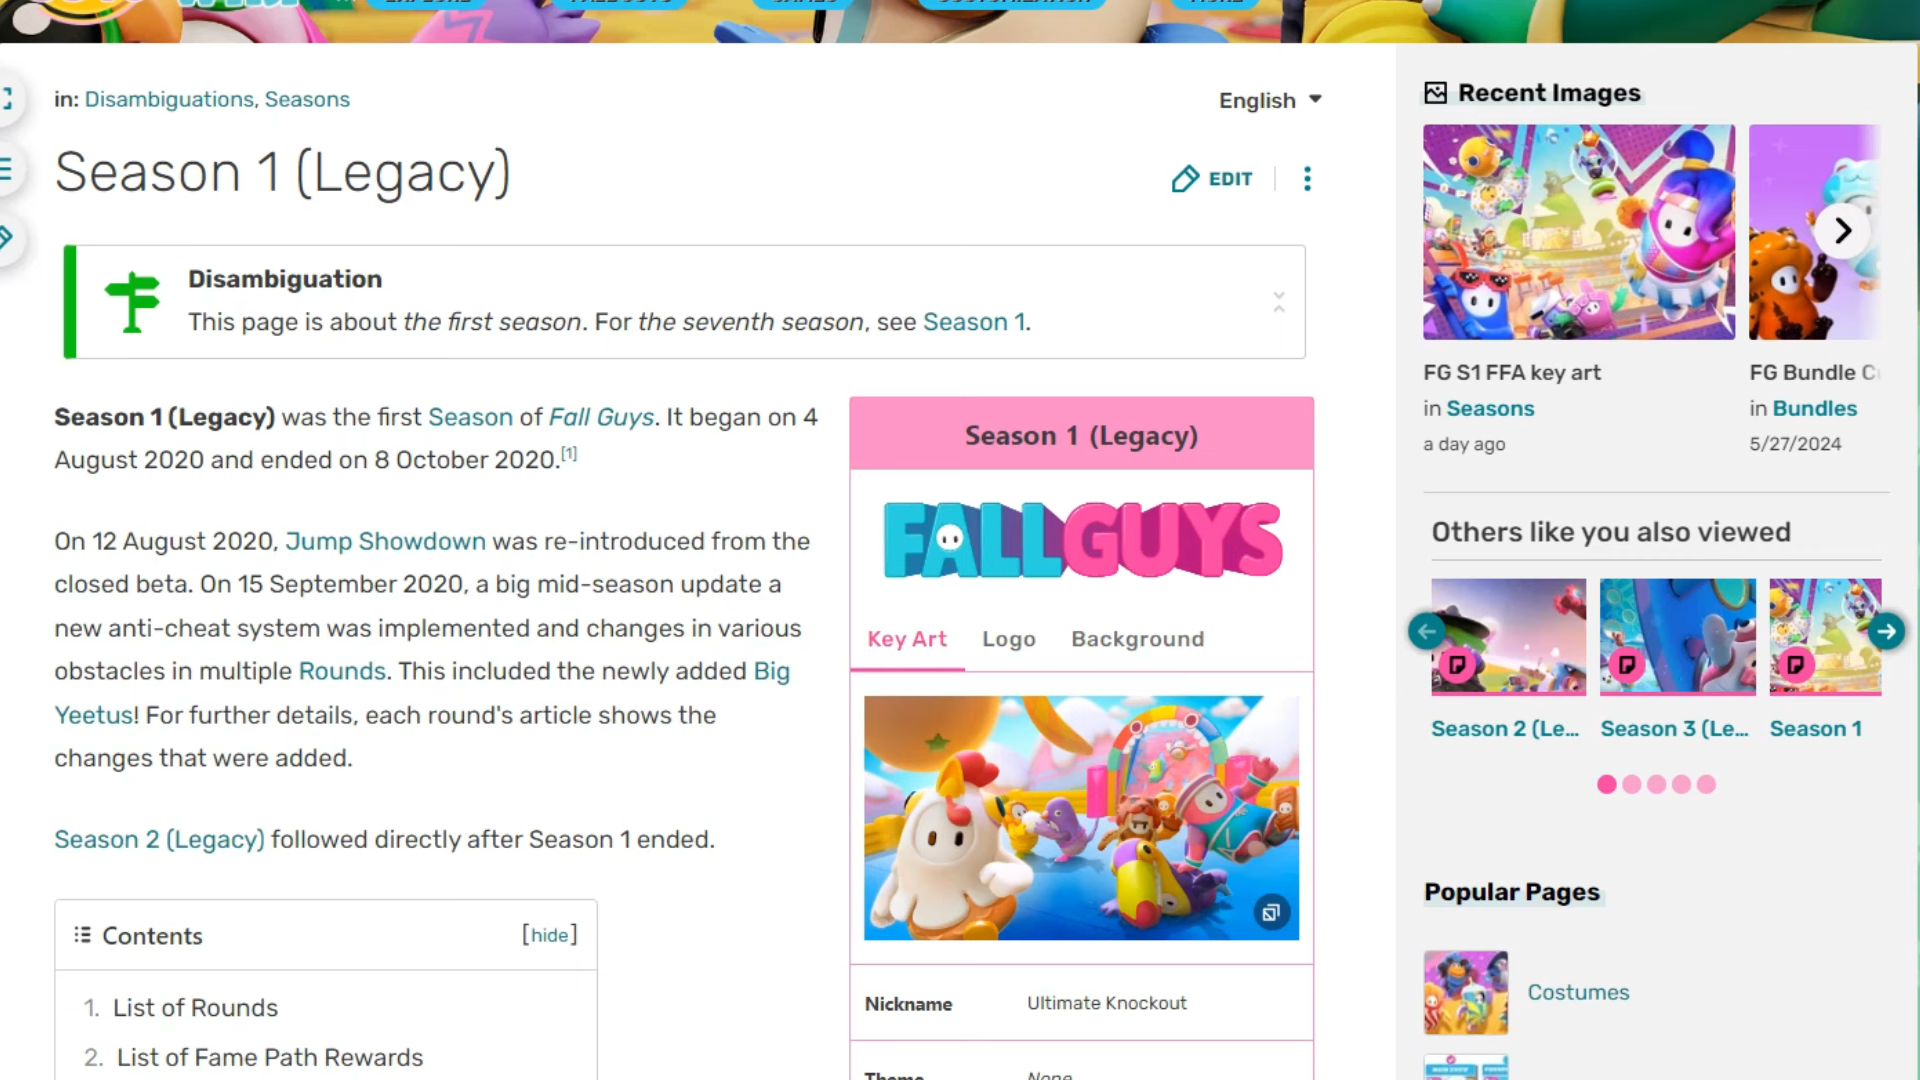 in: Disambiguations, Seasons
English
Season 1 (Legacy)
EDIT
Disambiguation
This page is about the first season. For the seventh season, see Season 1.
Season 1 (Legacy) was the first Season of Fall Guys. It began on 4
August 2020 and ended on 8 October 2020.[1]
On 12 August 2020, Jump Showdown was re-introduced from the
closed beta. On 15 September 2020, a big mid-season update a
new anti-cheat system was implemented and changes in various
obstacles in multiple Rounds. This included the newly added Big
Yeetus! For further details, each round's article shows the
changes that were added.
Season 2 (Legacy) followed directly after Season 1 ended.
Contents
[hide]
1. List of Rounds
2. List of Fame Path Rewards
Season 1 (Legacy)
FALL GUYS
Key Art
Logo
Background
Nickname
Ultimate Knockout
Theme
None
Recent Images
FG S1 FFA key art
in Seasons
a day ago
FG Bundle
in Bundles
5/27/2024
Others like you also viewed
Season 2 (Le...
Season 3 (Le...
Season 1
Popular Pages
Costumes